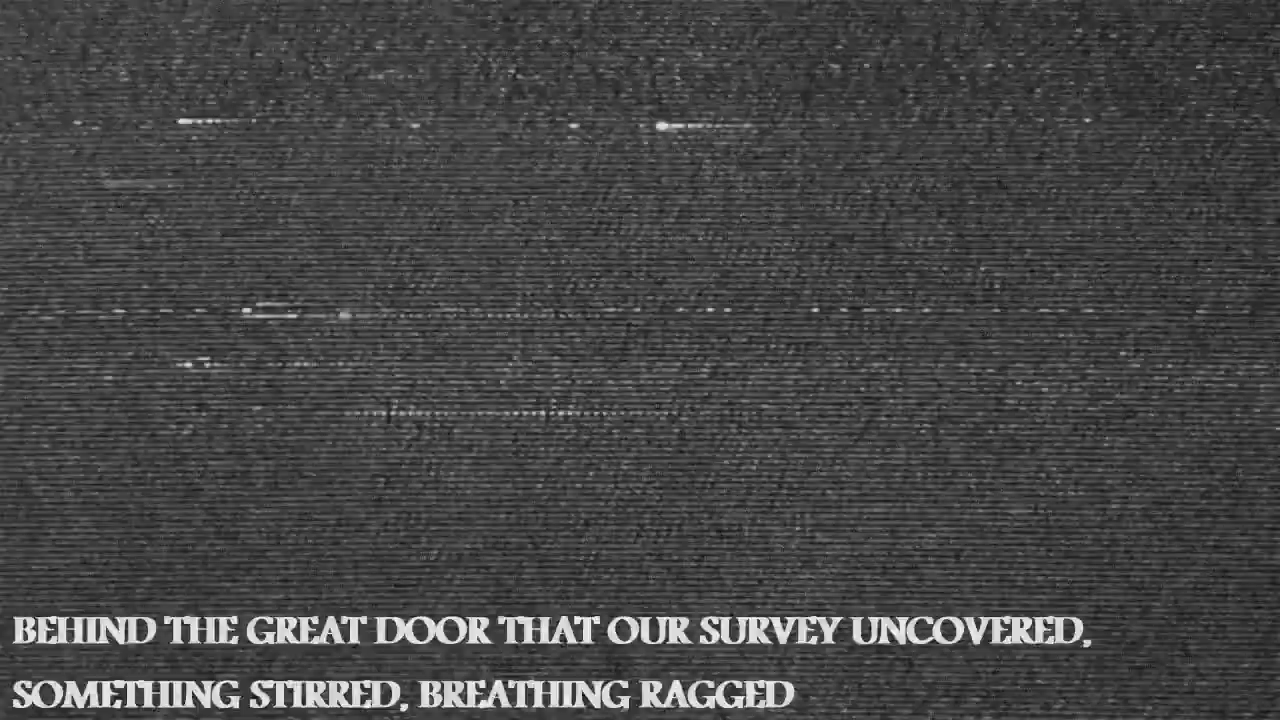 BEHIND THE GREAT DOOR THAT OUR SURVEY UNCOVERED,
SOMETHING STIRRED, BREATHING RAGGED